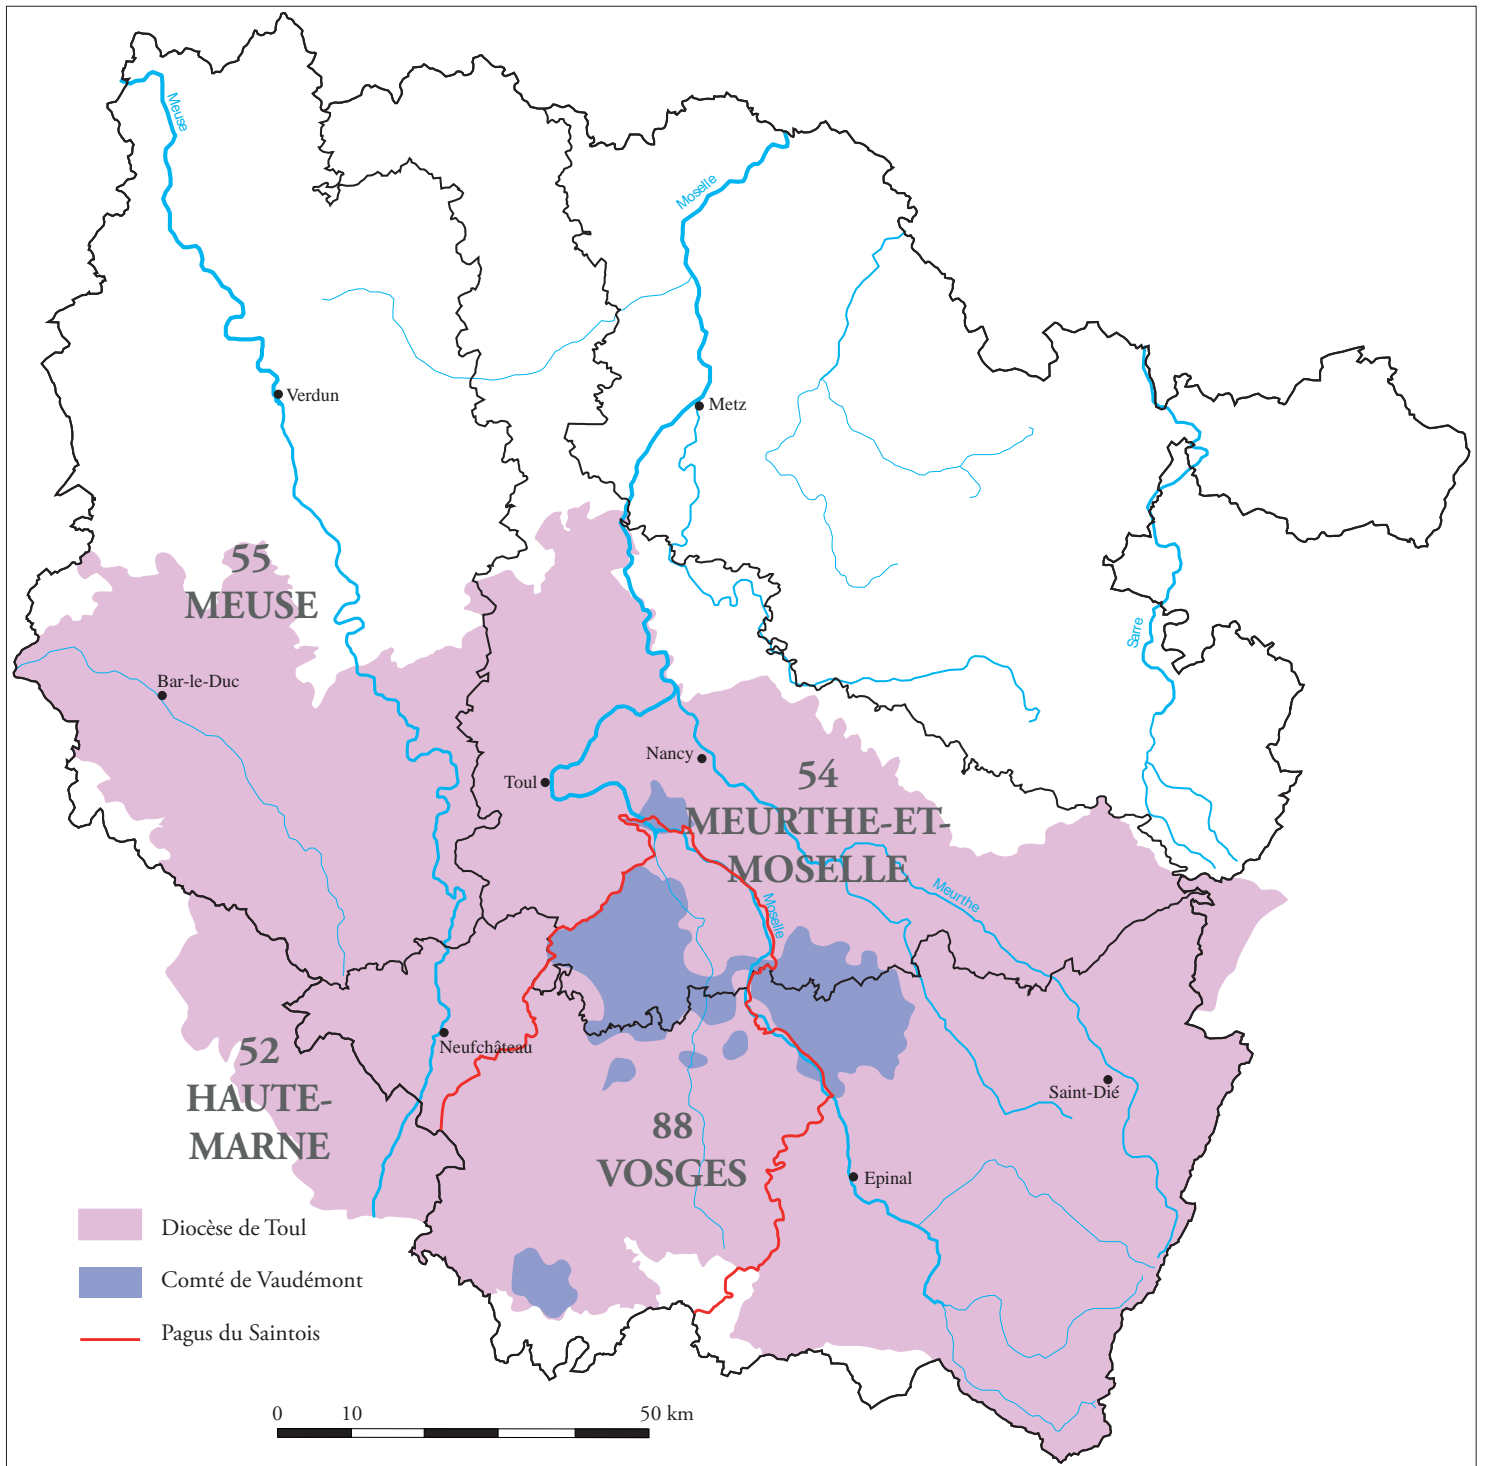 Meuse
Moselle
Verdun
Metz
55
MEUSE
Sarre
Bar-le-Duc
Nancy
Toul
54
MEURTHE-ET-
MOSELLE
Meurthe
Moselle
Neufchâteau
52
HAUTE-
MARNE
Saint-Dié
88
VOSGES
Epinal
Diocèse de Toul
Comté de Vaudémont
Pagus du Saintois
0 10 50 km